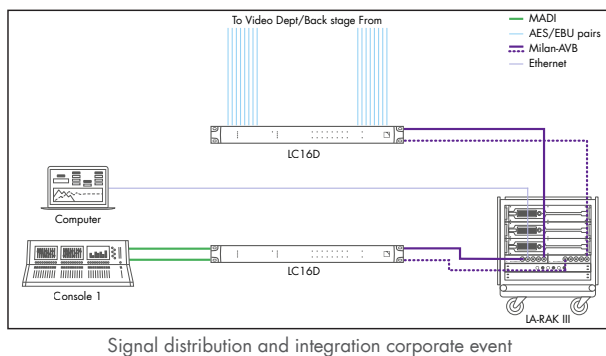 To Video Dept/Back stage From
MADI
AES/EBU pairs
Milan-AVB
Ethernet
LC16D
Computer
Console 1
LC16D
LA-RAK III
Signal distribution and integration corporate event